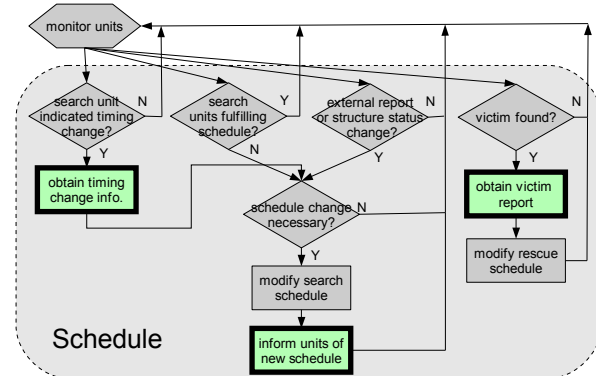 monitor units
search unit
indicated timing
change?
N
Y
search
units fulfilling
schedule?
Y
N
external report
or structure status
change?
N
Y
victim found?
N
Y
obtain timing
change info.
obtain victim
report
schedule change
necessary?
N
Y
modify rescue
schedule
modify search
schedule
inform units of
new schedule
Schedule